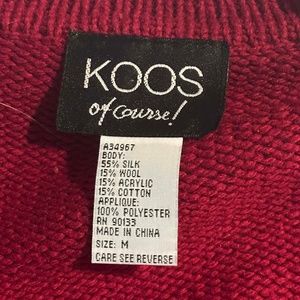 KOOS
of Course!
A34967
BODY:
55% SILK
15% WOOL
15% ACRYLIC
15% COTTON
APPLIQUE:
100% POLYESTER
RN 90133
MADE IN CHINA
SIZE: M
CARE SEE REVERSE